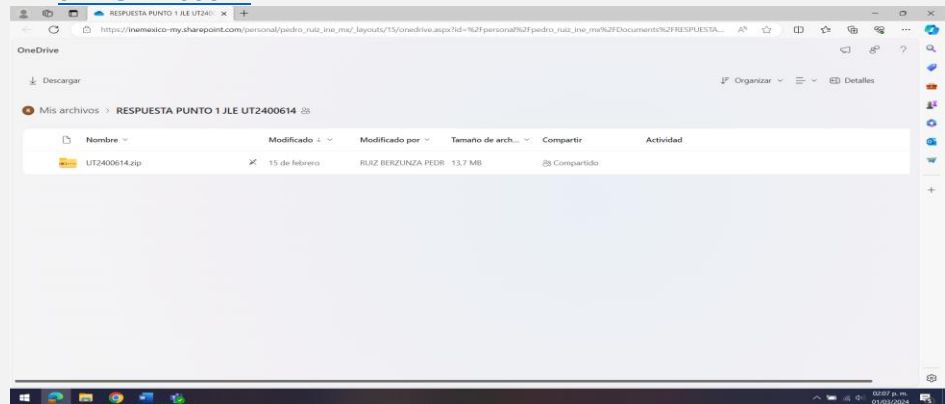 RESPUESTA PUNTO 1 JLE UT240
https://inemexico-my.sharepoint.com/personal/pedro_ruiz_ine_mx/_layouts/15/onedrive.aspx?id=%2Fpersonal%2Fpedro_ruiz_ine_mx%2FDocuments%2FRESPUESTA...
OneDrive
Descargar
Organizar
Detalles
Mis archivos > RESPUESTA PUNTO 1 JLE UT2400614
Nombre Modificado Modificado por Tamaño de arch... Compartir Actividad
UT2400614.zip 15 de febrero RUIZ BERZUNZA PEDR 13,7 MB Compartido
02:07 p. m.
01/03/2024